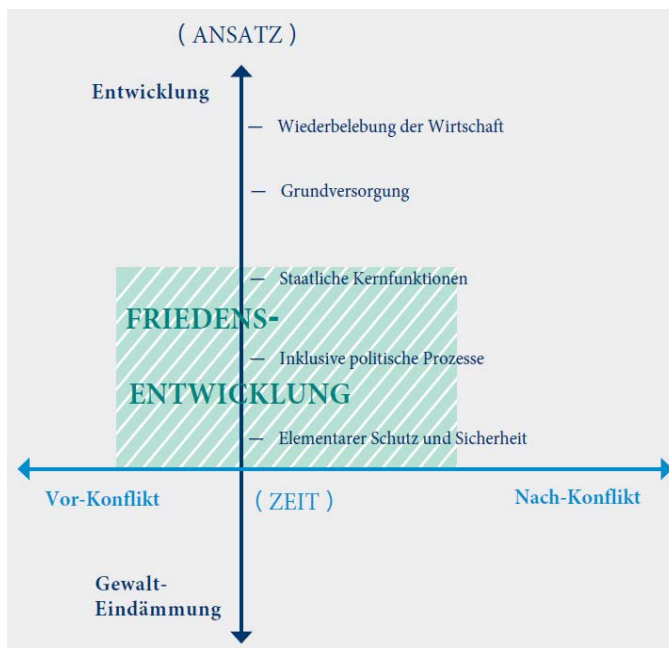 ( ANSATZ )
Entwicklung
— Wiederbelebung der Wirtschaft
— Grundversorgung
— Staatliche Kernfunktionen
FRIEDENS-
— Inklusive politische Prozesse
ENTWICKLUNG
— Elementarer Schutz und Sicherheit
Vor-Konflikt
( ZEIT )
Nach-Konflikt
Gewalt-
Eindämmung